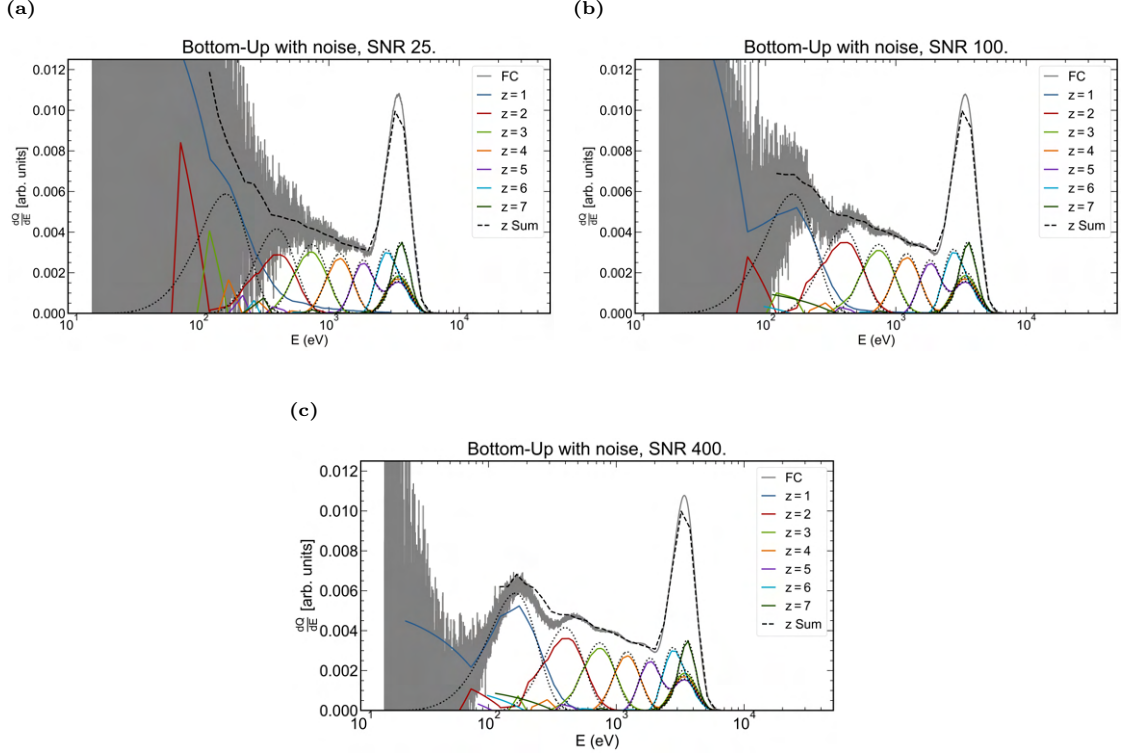 (a)
Bottom-Up with noise, SNR 25.
0.012
0.010
0.008
0.006
0.004
0.002
0.000
dQ
dE [arb. units]
FC
z = 1
z = 2
z = 3
z = 4
z = 5
z = 6
z = 7
z Sum
10 10² 10³ 10⁴
E (eV)
(b)
Bottom-Up with noise, SNR 100.
0.012
0.010
0.008
0.006
0.004
0.002
0.000
dQ
dE [arb. units]
FC
z = 1
z = 2
z = 3
z = 4
z = 5
z = 6
z = 7
z Sum
10 10² 10³ 10⁴
E (eV)
(c)
Bottom-Up with noise, SNR 400.
0.012
0.010
0.008
0.006
0.004
0.002
0.000
dQ
dE [arb. units]
FC
z = 1
z = 2
z = 3
z = 4
z = 5
z = 6
z = 7
z Sum
10 10² 10³ 10⁴
E (eV)